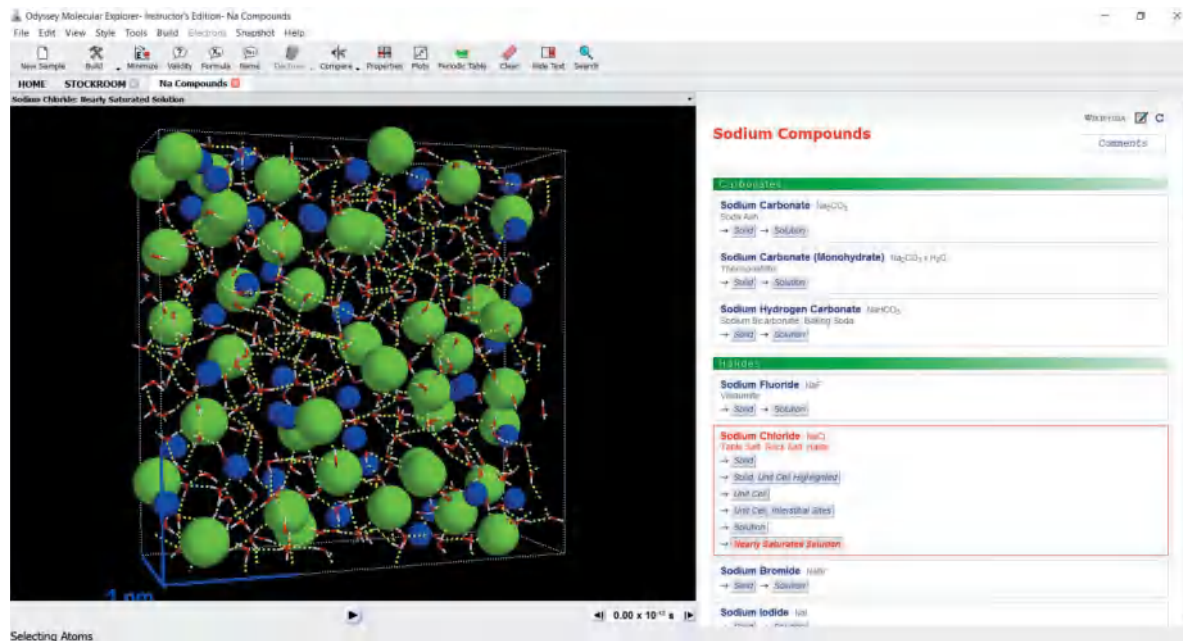 Odyssey Molecular Explorer- Instructor's Edition- Na Compounds
File Edit View Style Tools Build Electrons Snapshot Help
New Sample Build Minimize Validity Formula Name Compare Properties Plots Periodic Table Clear Hide Text Search
HOME STOCKROOM Na Compounds
Sodium Chloride: Nearly Saturated Solution
1 nm
0.00 x 10
Selecting Atoms
Sodium Compounds
Comments
Carbonates
Sodium Carbonate Na₂CO₃
Soda Ash
→ Solid → Solution
Sodium Carbonate (Monohydrate) Na₂CO₃ x H₂O
→ Solid → Solution
Sodium Hydrogen Carbonate NaHCO₃
Sodium Bicarbonate, Baking Soda
→ Solid → Solution
Halides
Sodium Fluoride NaF
Villiaumite
→ Solid → Solution
Sodium Chloride NaCl
Table Salt, Rock Salt, Halite
→ Solid
→ Solid, Unit Cell Highlighted
→ Unit Cell
→ Unit Cell, Interstitial Sites
→ Solution
→ Nearly Saturated Solution
Sodium Bromide NaBr
→ Solid → Solution
Sodium Iodide NaI